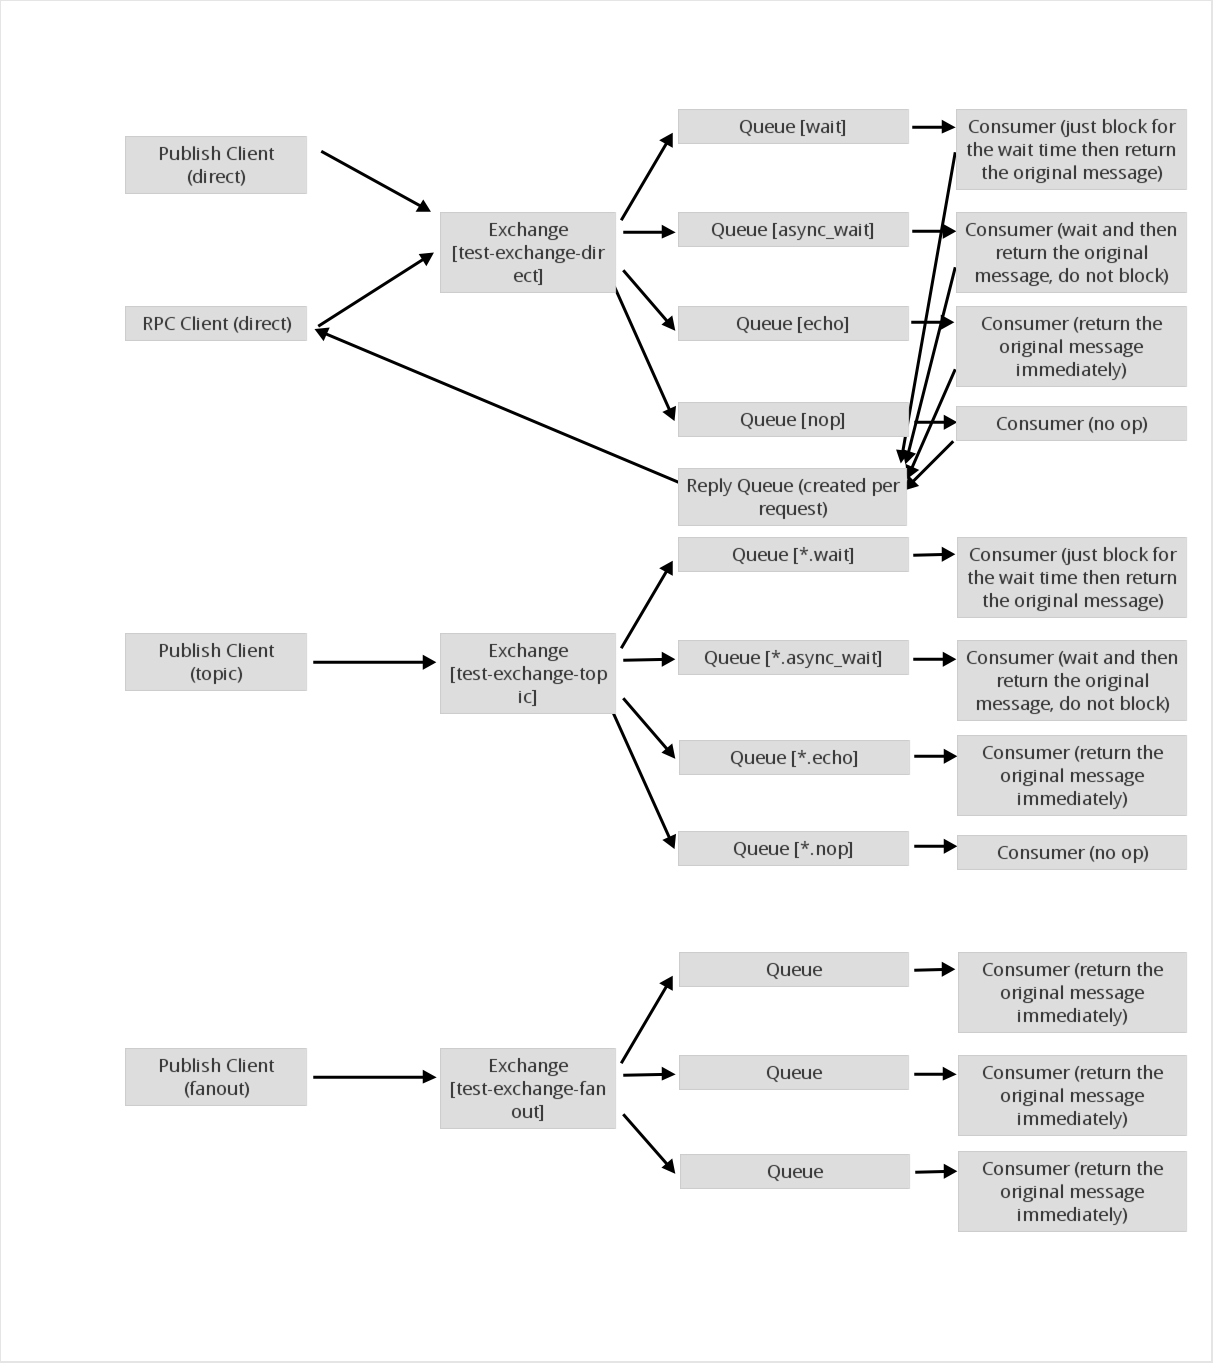 Publish Client
(direct)
RPC Client (direct)
Exchange
[test-exchange-dir
ect]
Queue [wait]
Queue [async_wait]
Queue [echo]
Queue [nop]
Reply Queue (created per
request)
Consumer (just block for
the wait time then return
the original message)
Consumer (wait and then
return the original
message, do not block)
Consumer (return the
original message
immediately)
Consumer (no op)
Publish Client
(topic)
Exchange
[test-exchange-top
ic]
Queue [*.wait]
Queue [*.async_wait]
Queue [*.echo]
Queue [*.nop]
Consumer (just block for
the wait time then return
the original message)
Consumer (wait and then
return the original
message, do not block)
Consumer (return the
original message
immediately)
Consumer (no op)
Publish Client
(fanout)
Exchange
[test-exchange-fan
out]
Queue
Queue
Queue
Consumer (return the
original message
immediately)
Consumer (return the
original message
immediately)
Consumer (return the
original message
immediately)